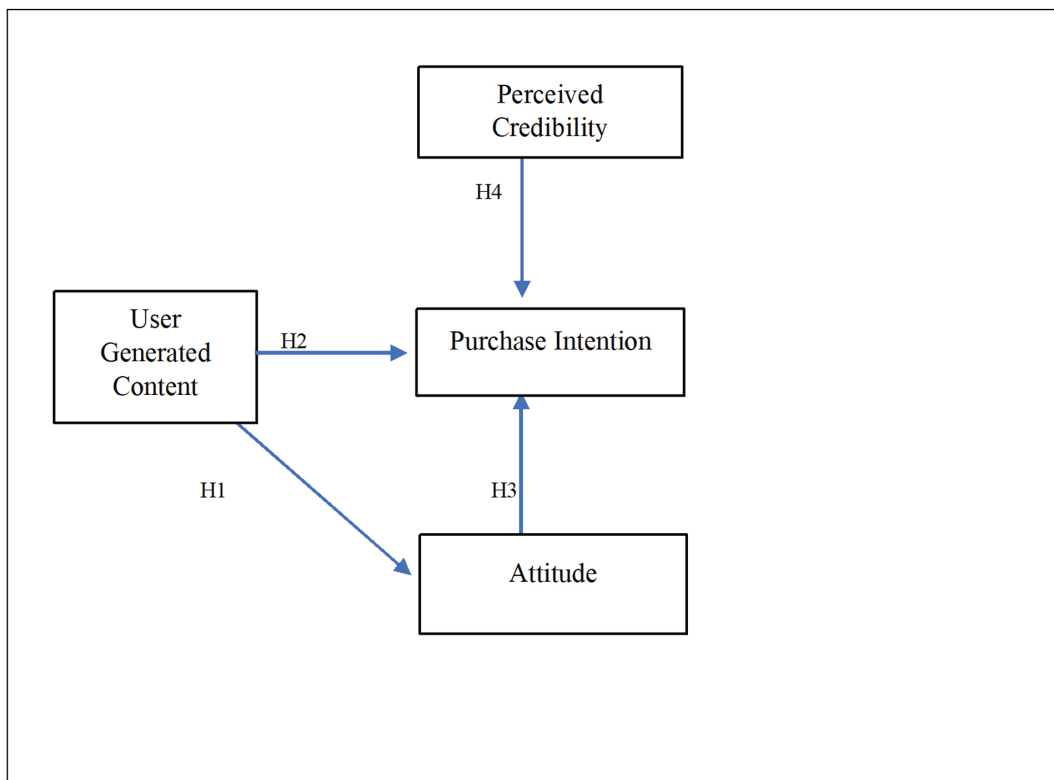 Perceived
Credibility
H4
User
Generated
Content
H2
Purchase Intention
H1
H3
Attitude